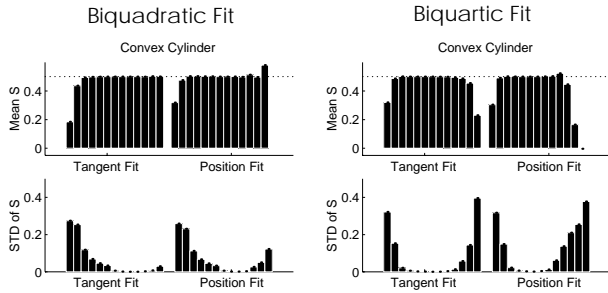 Biquadratic Fit
Biquartic Fit
Convex Cylinder
Convex Cylinder
Mean S
0.4
0.2
0
Tangent Fit
Position Fit
Mean S
0.4
0.2
0
Tangent Fit
Position Fit
STD of S
0.4
0.2
0
Tangent Fit
Position Fit
STD of S
0.4
0.2
0
Tangent Fit
Position Fit